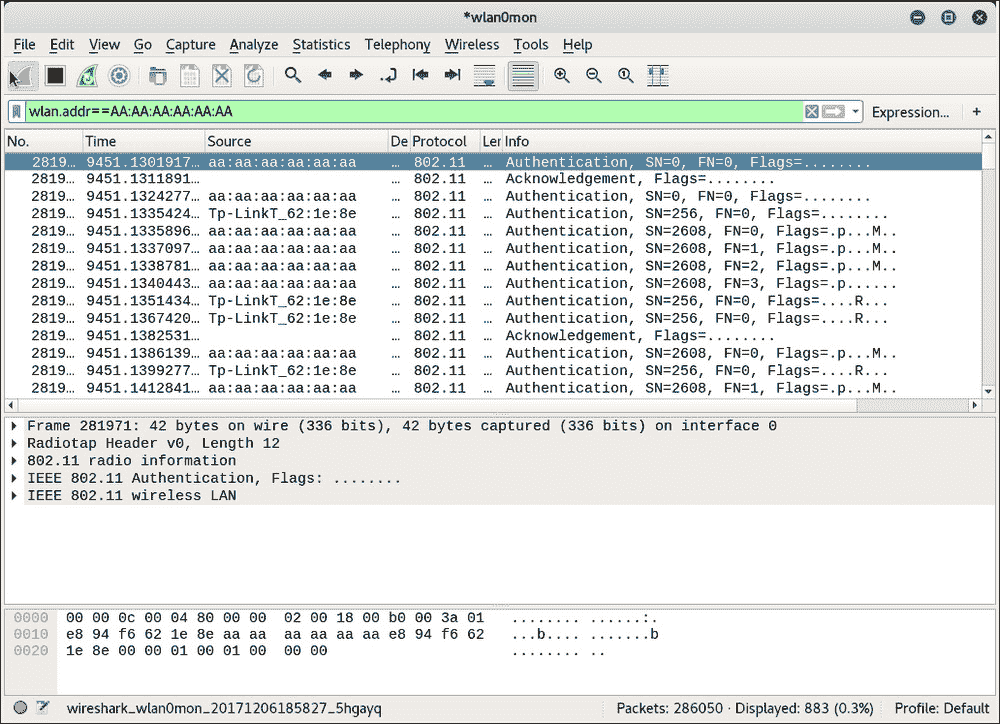 *wlan0mon
File Edit View Go Capture Analyze Statistics Telephony Wireless Tools Help
wlan.addr==AA:AA:AA:AA:AA:AA Expression... +
No. Time Source De Protocol Ler Info
2819… 9451.1301917… aa:aa:aa:aa:aa:aa … 802.11 … Authentication, SN=0, FN=0, Flags=........
2819… 9451.1311891… … 802.11 … Acknowledgement, Flags=........
2819… 9451.1324277… aa:aa:aa:aa:aa:aa … 802.11 … Authentication, SN=0, FN=0, Flags=........
2819… 9451.1335424… Tp-LinkT_62:1e:8e … 802.11 … Authentication, SN=256, FN=0, Flags=........
2819… 9451.1335896… aa:aa:aa:aa:aa:aa … 802.11 … Authentication, SN=2608, FN=0, Flags=.p...M..
2819… 9451.1337097… aa:aa:aa:aa:aa:aa … 802.11 … Authentication, SN=2608, FN=1, Flags=.p...M..
2819… 9451.1338781… aa:aa:aa:aa:aa:aa … 802.11 … Authentication, SN=2608, FN=2, Flags=.p...M..
2819… 9451.1340443… aa:aa:aa:aa:aa:aa … 802.11 … Authentication, SN=2608, FN=3, Flags=.p......
2819… 9451.1351434… Tp-LinkT_62:1e:8e … 802.11 … Authentication, SN=256, FN=0, Flags=....R...
2819… 9451.1367420… Tp-LinkT_62:1e:8e … 802.11 … Authentication, SN=256, FN=0, Flags=....R...
2819… 9451.1382531… … 802.11 … Acknowledgement, Flags=........
2819… 9451.1386139… aa:aa:aa:aa:aa:aa … 802.11 … Authentication, SN=2608, FN=0, Flags=.p...M..
2819… 9451.1399277… Tp-LinkT_62:1e:8e … 802.11 … Authentication, SN=256, FN=0, Flags=....R...
2819… 9451.1412841… aa:aa:aa:aa:aa:aa … 802.11 … Authentication, SN=2608, FN=1, Flags=.p...M..
Frame 281971: 42 bytes on wire (336 bits), 42 bytes captured (336 bits) on interface 0
Radiotap Header v0, Length 12
802.11 radio information
IEEE 802.11 Authentication, Flags: ........
IEEE 802.11 wireless LAN
0000 00 00 0c 00 04 80 00 00 02 00 18 00 b0 00 3a 01 ........ ......:.
0010 e8 94 f6 62 1e 8e aa aa aa aa aa aa e8 94 f6 62 ...b.... .......b
0020 1e 8e 00 00 01 00 01 00 00 00 ........ ..
wireshark_wlan0mon_20171206185827_5hgayq Packets: 286050 · Displayed: 883 (0.3%) Profile: Default